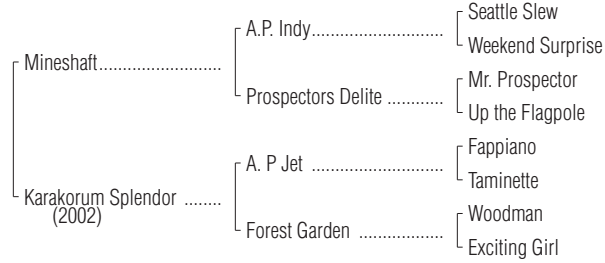 Seattle Slew
A.P. Indy........................
Weekend Surprise
Mineshaft......................
Mr. Prospector
Prospectors Delite ..........
Up the Flagpole
Fappiano
A. P Jet ........................
Taminette
Karakorum Splendor .......
(2002)
Woodman
Forest Garden ...............
Exciting Girl